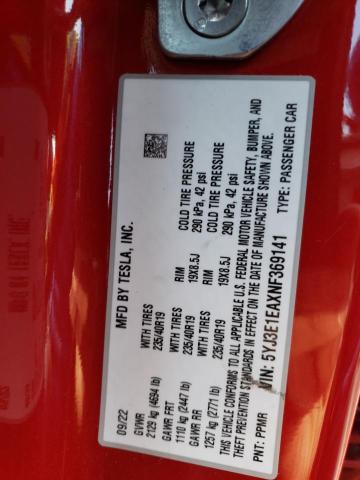 MFD BY TESLA, INC.
09/22
GVWR
2129 kg (4694 lb)
WITH TIRES
235/40R19
RIM
19X8.5J
COLD TIRE PRESSURE
290 kPa, 42 psi
GAWR FRT
1110 kg (2447 lb)
WITH TIRES
235/40R19
RIM
19X8.5J
COLD TIRE PRESSURE
290 kPa, 42 psi
GAWR RR
1257 kg (2771 lb)
THIS VEHICLE CONFORMS TO ALL APPLICABLE U.S. FEDERAL MOTOR VEHICLE SAFETY, BUMPER, AND
THEFT PREVENTION STANDARDS IN EFFECT ON THE DATE OF MANUFACTURE SHOWN ABOVE.
PNT: PPMR
VIN: 5YJ3E1EAXNF369141
TYPE: PASSENGER CAR